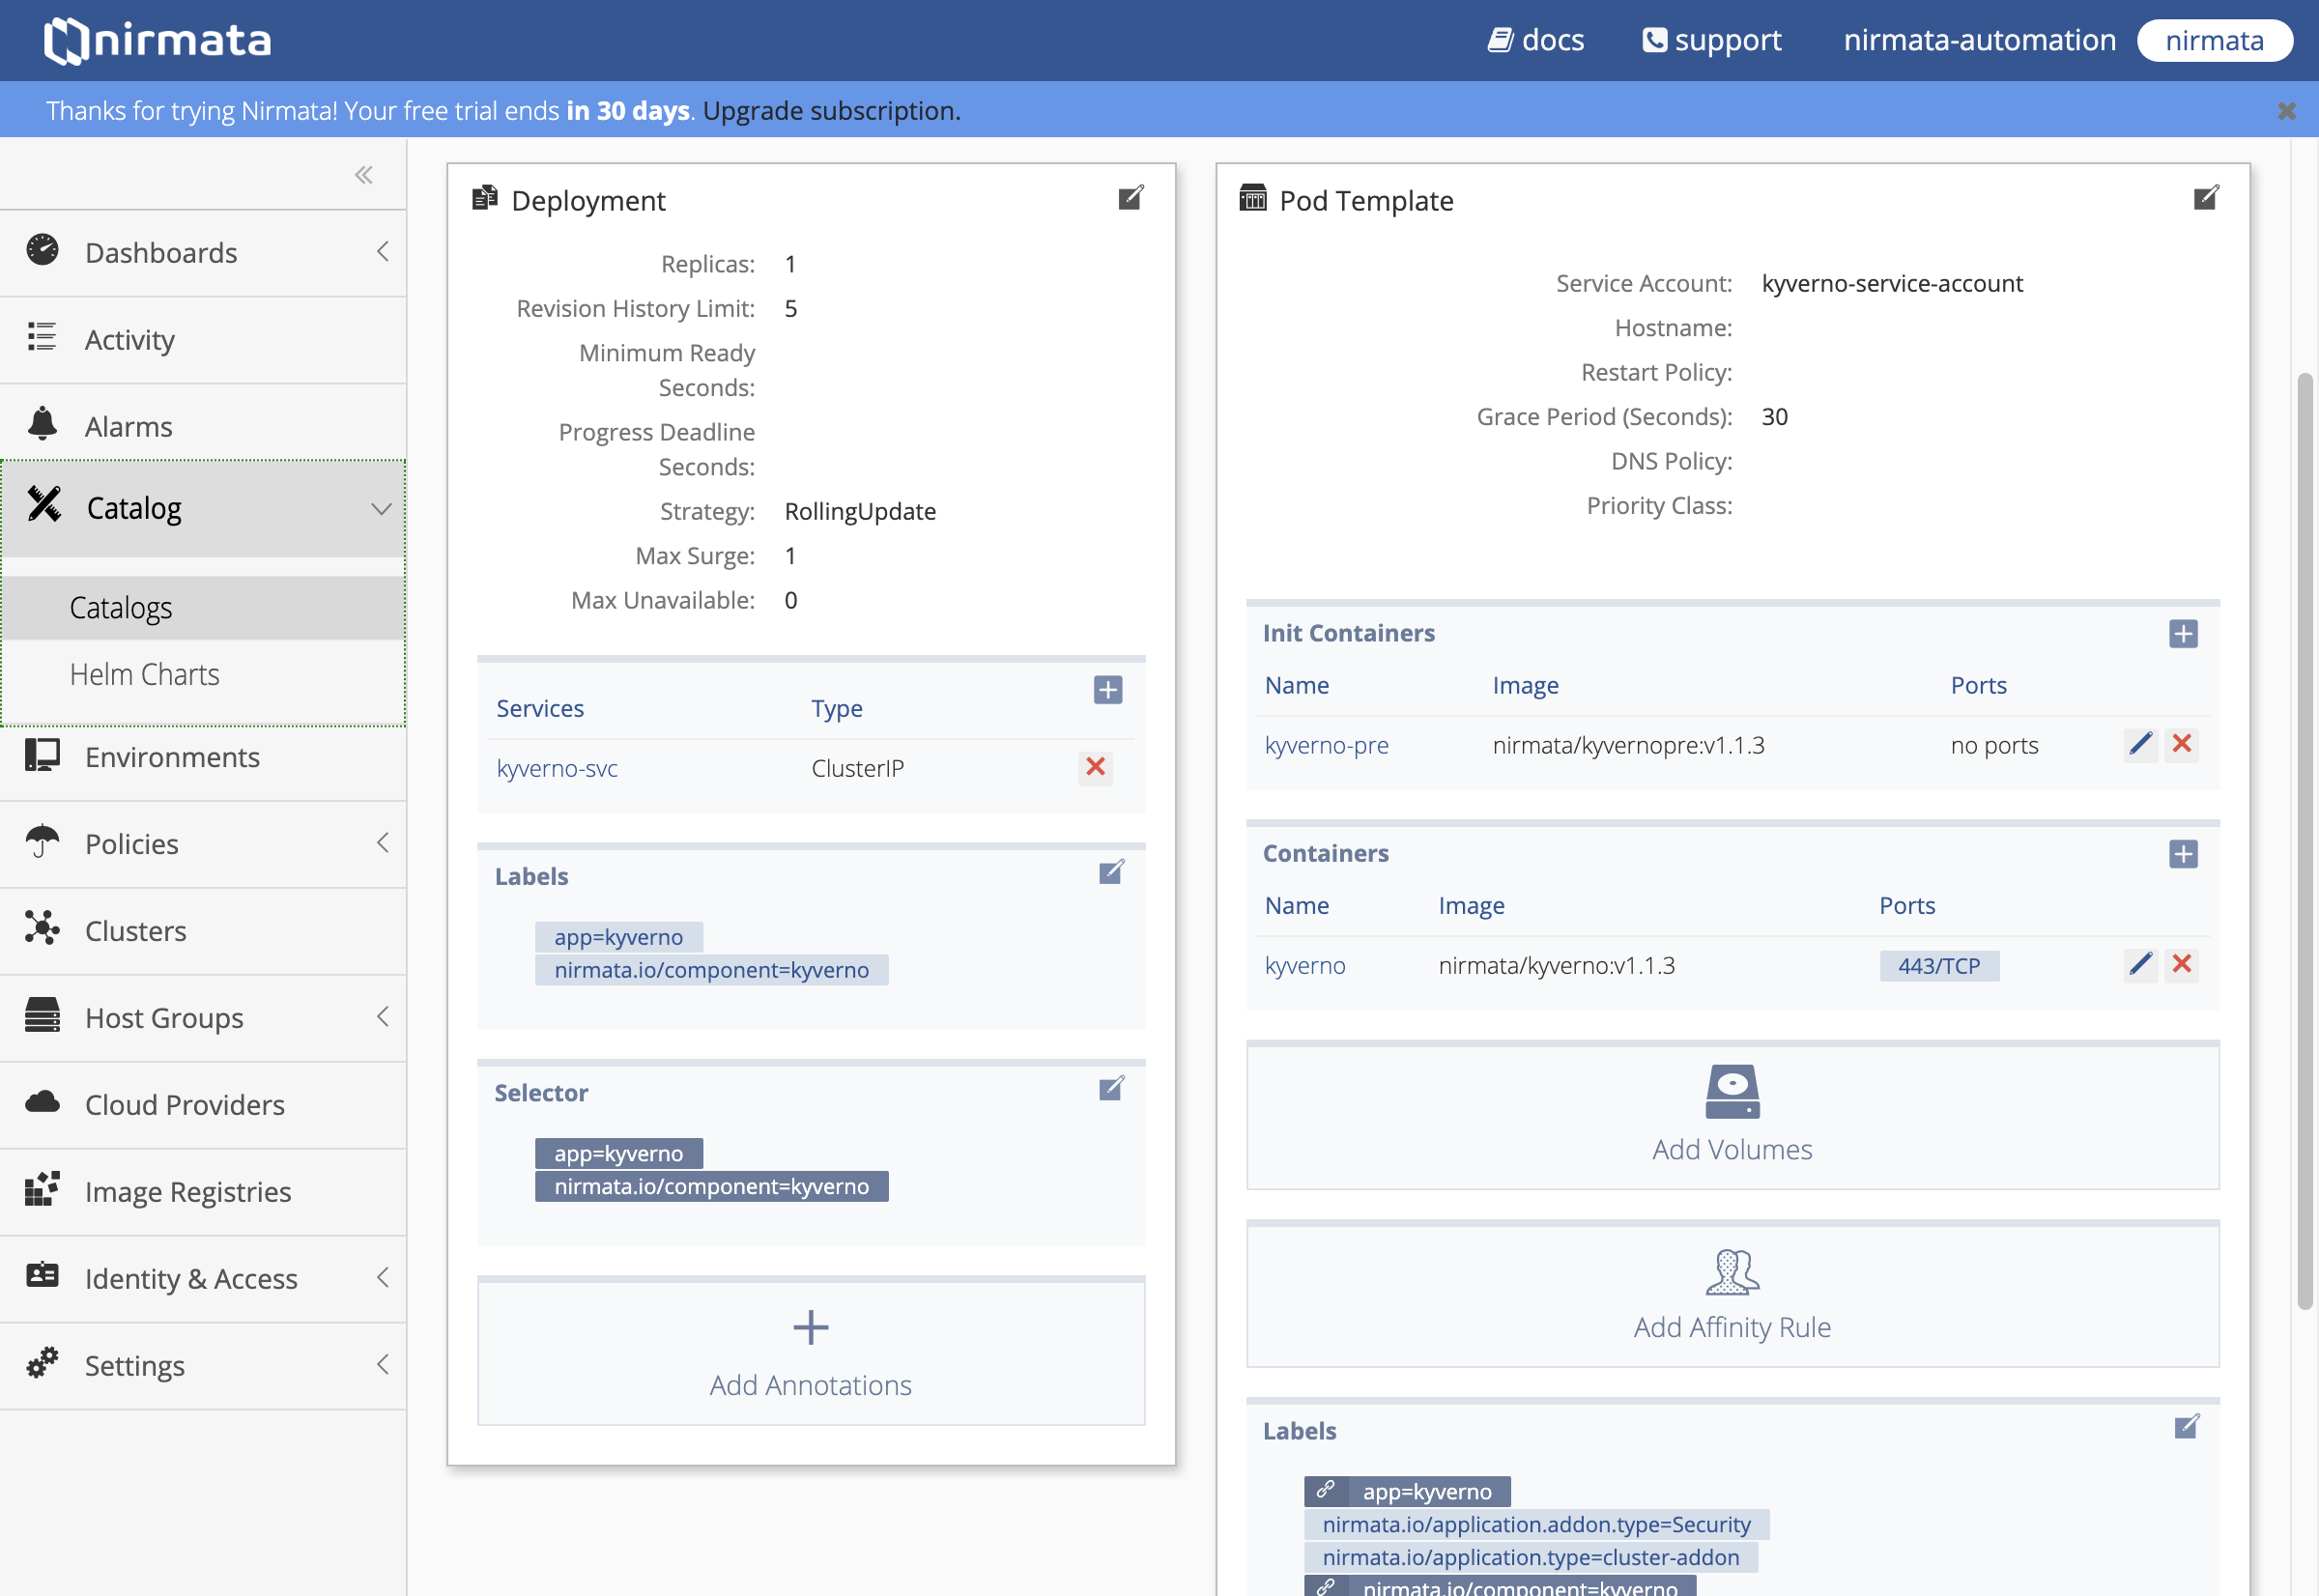 nirmata
docs
support
nirmata-automation
nirmata
Thanks for trying Nirmata! Your free trial ends in 30 days. Upgrade subscription.
Dashboards
Activity
Alarms
Catalog
Catalogs
Helm Charts
Environments
Policies
Clusters
Host Groups
Cloud Providers
Image Registries
Identity & Access
Settings
Deployment
Replicas: 1
Revision History Limit: 5
Minimum Ready
Seconds:
Progress Deadline
Seconds:
Strategy: RollingUpdate
Max Surge: 1
Max Unavailable: 0
Services Type
kyverno-svc ClusterIP
Labels
app=kyverno
nirmata.io/component=kyverno
Selector
app=kyverno
nirmata.io/component=kyverno
Add Annotations
Pod Template
Service Account: kyverno-service-account
Hostname:
Restart Policy:
Grace Period (Seconds): 30
DNS Policy:
Priority Class:
Init Containers
Name Image Ports
kyverno-pre nirmata/kyvernopre:v1.1.3 no ports
Containers
Name Image Ports
kyverno nirmata/kyverno:v1.1.3 443/TCP
Add Volumes
Add Affinity Rule
Labels
app=kyverno
nirmata.io/application.addon.type=Security
nirmata.io/application.type=cluster-addon
nirmata.io/component=kyverno